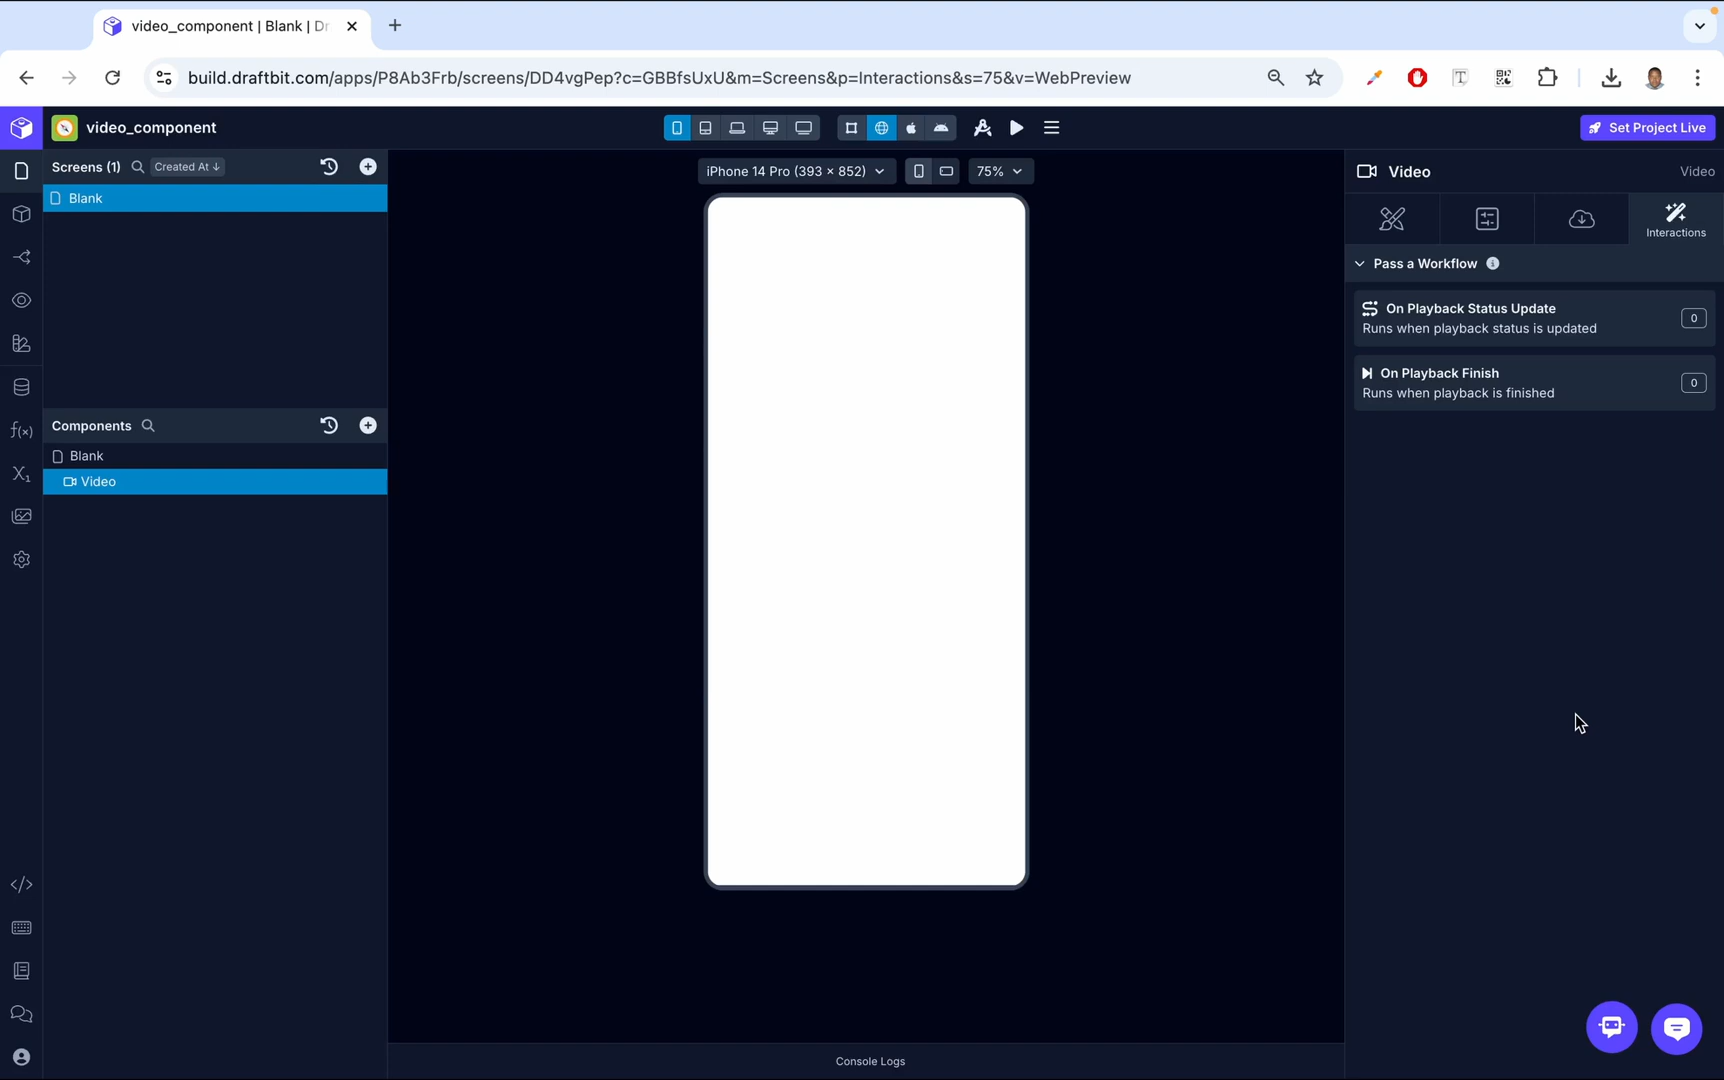 video_component | Blank | Dr
build.draftbit.com/apps/P8Ab3Frb/screens/DD4vgPep?c=GBBfsUxU&m=Screens&p=Interactions&s=75&v=WebPreview
video_component
Set Project Live
Screens (1) Created At ↓
iPhone 14 Pro (393 × 852)
75%
Video
Video
Blank
Interactions
Pass a Workflow
On Playback Status Update
Runs when playback status is updated
0
On Playback Finish
Runs when playback is finished
0
Components
Blank
Video
Console Logs